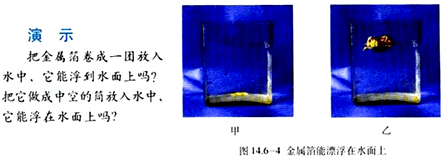 演 示
把金属箔卷成一团放入
水中，它能浮到水面上吗？
把它做成中空的筒放入水中，
它能浮在水面上吗？
甲
乙
图 14.6-4 金属箔能漂浮在水面上